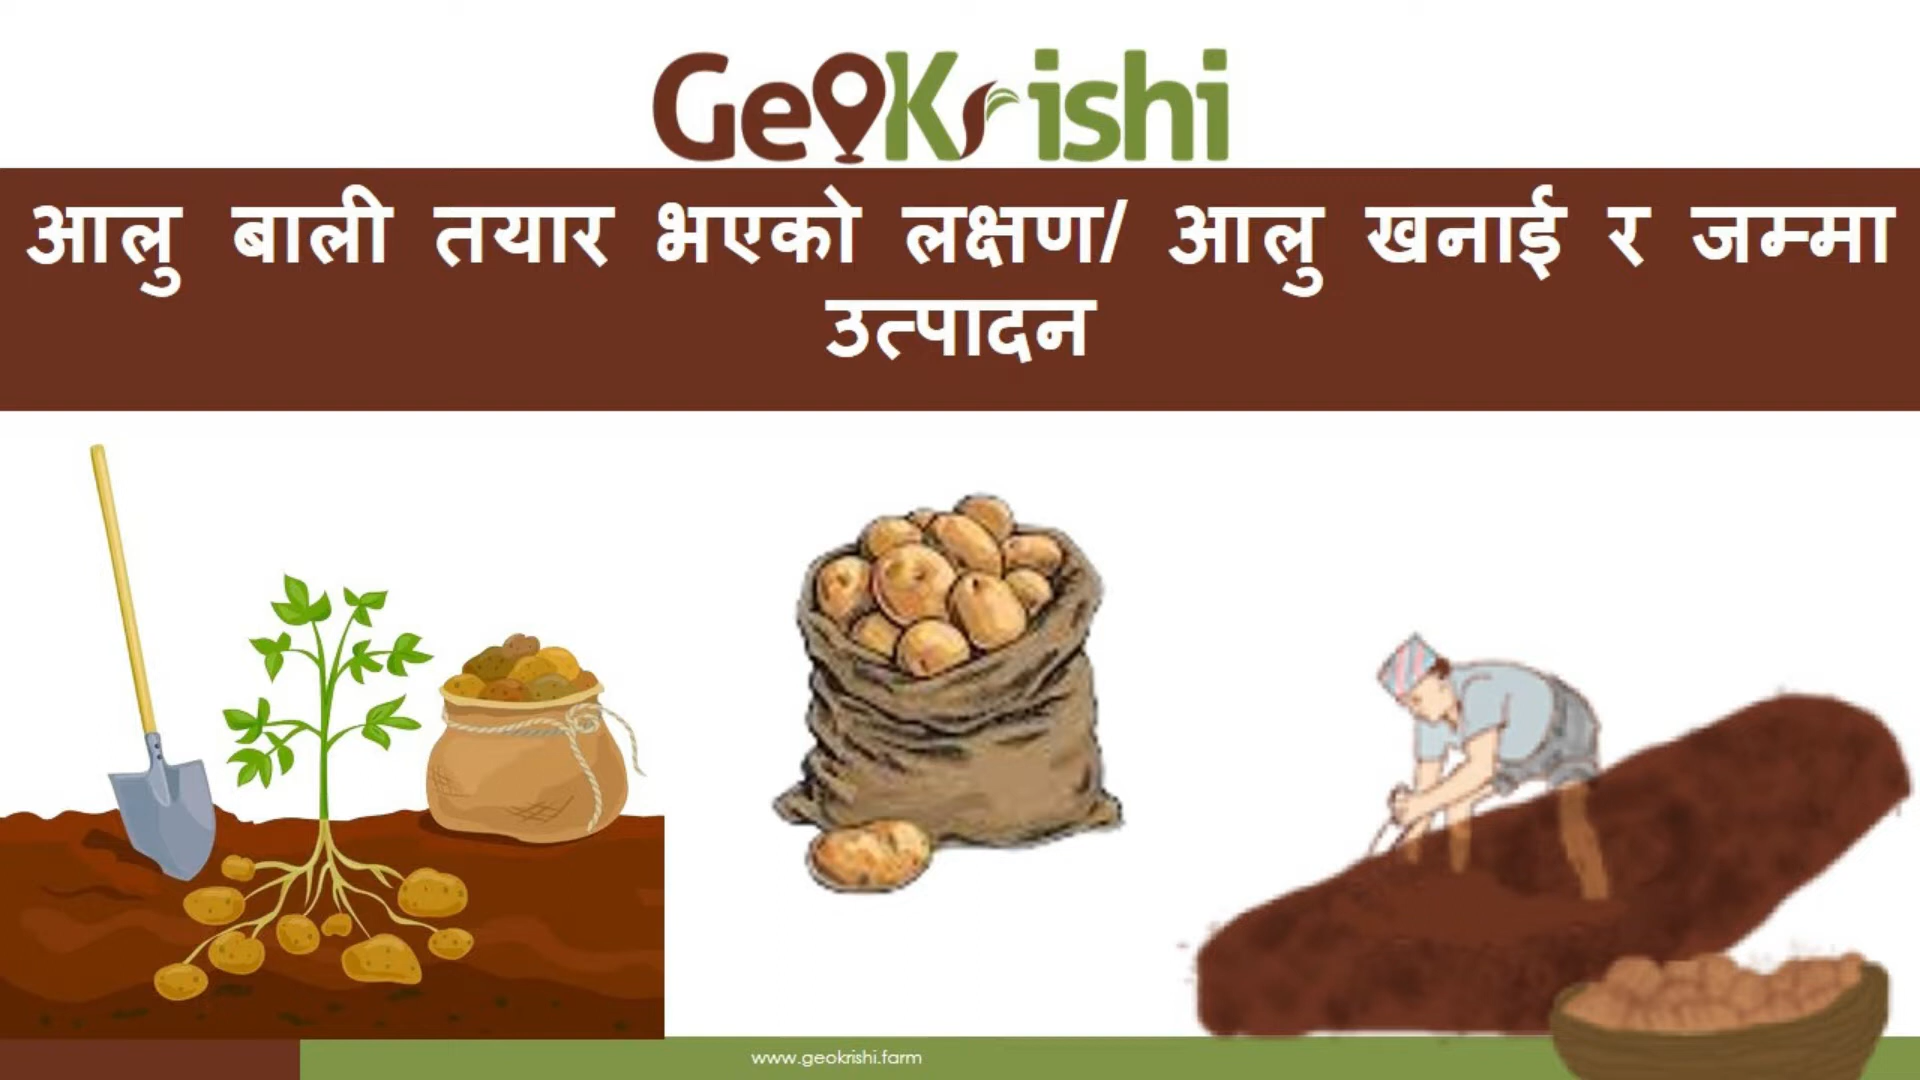 GeoKrishi
आलु बाली तयार भएको लक्षण/ आलु खनाई र जम्मा
उत्पादन
www.geokrishi.farm